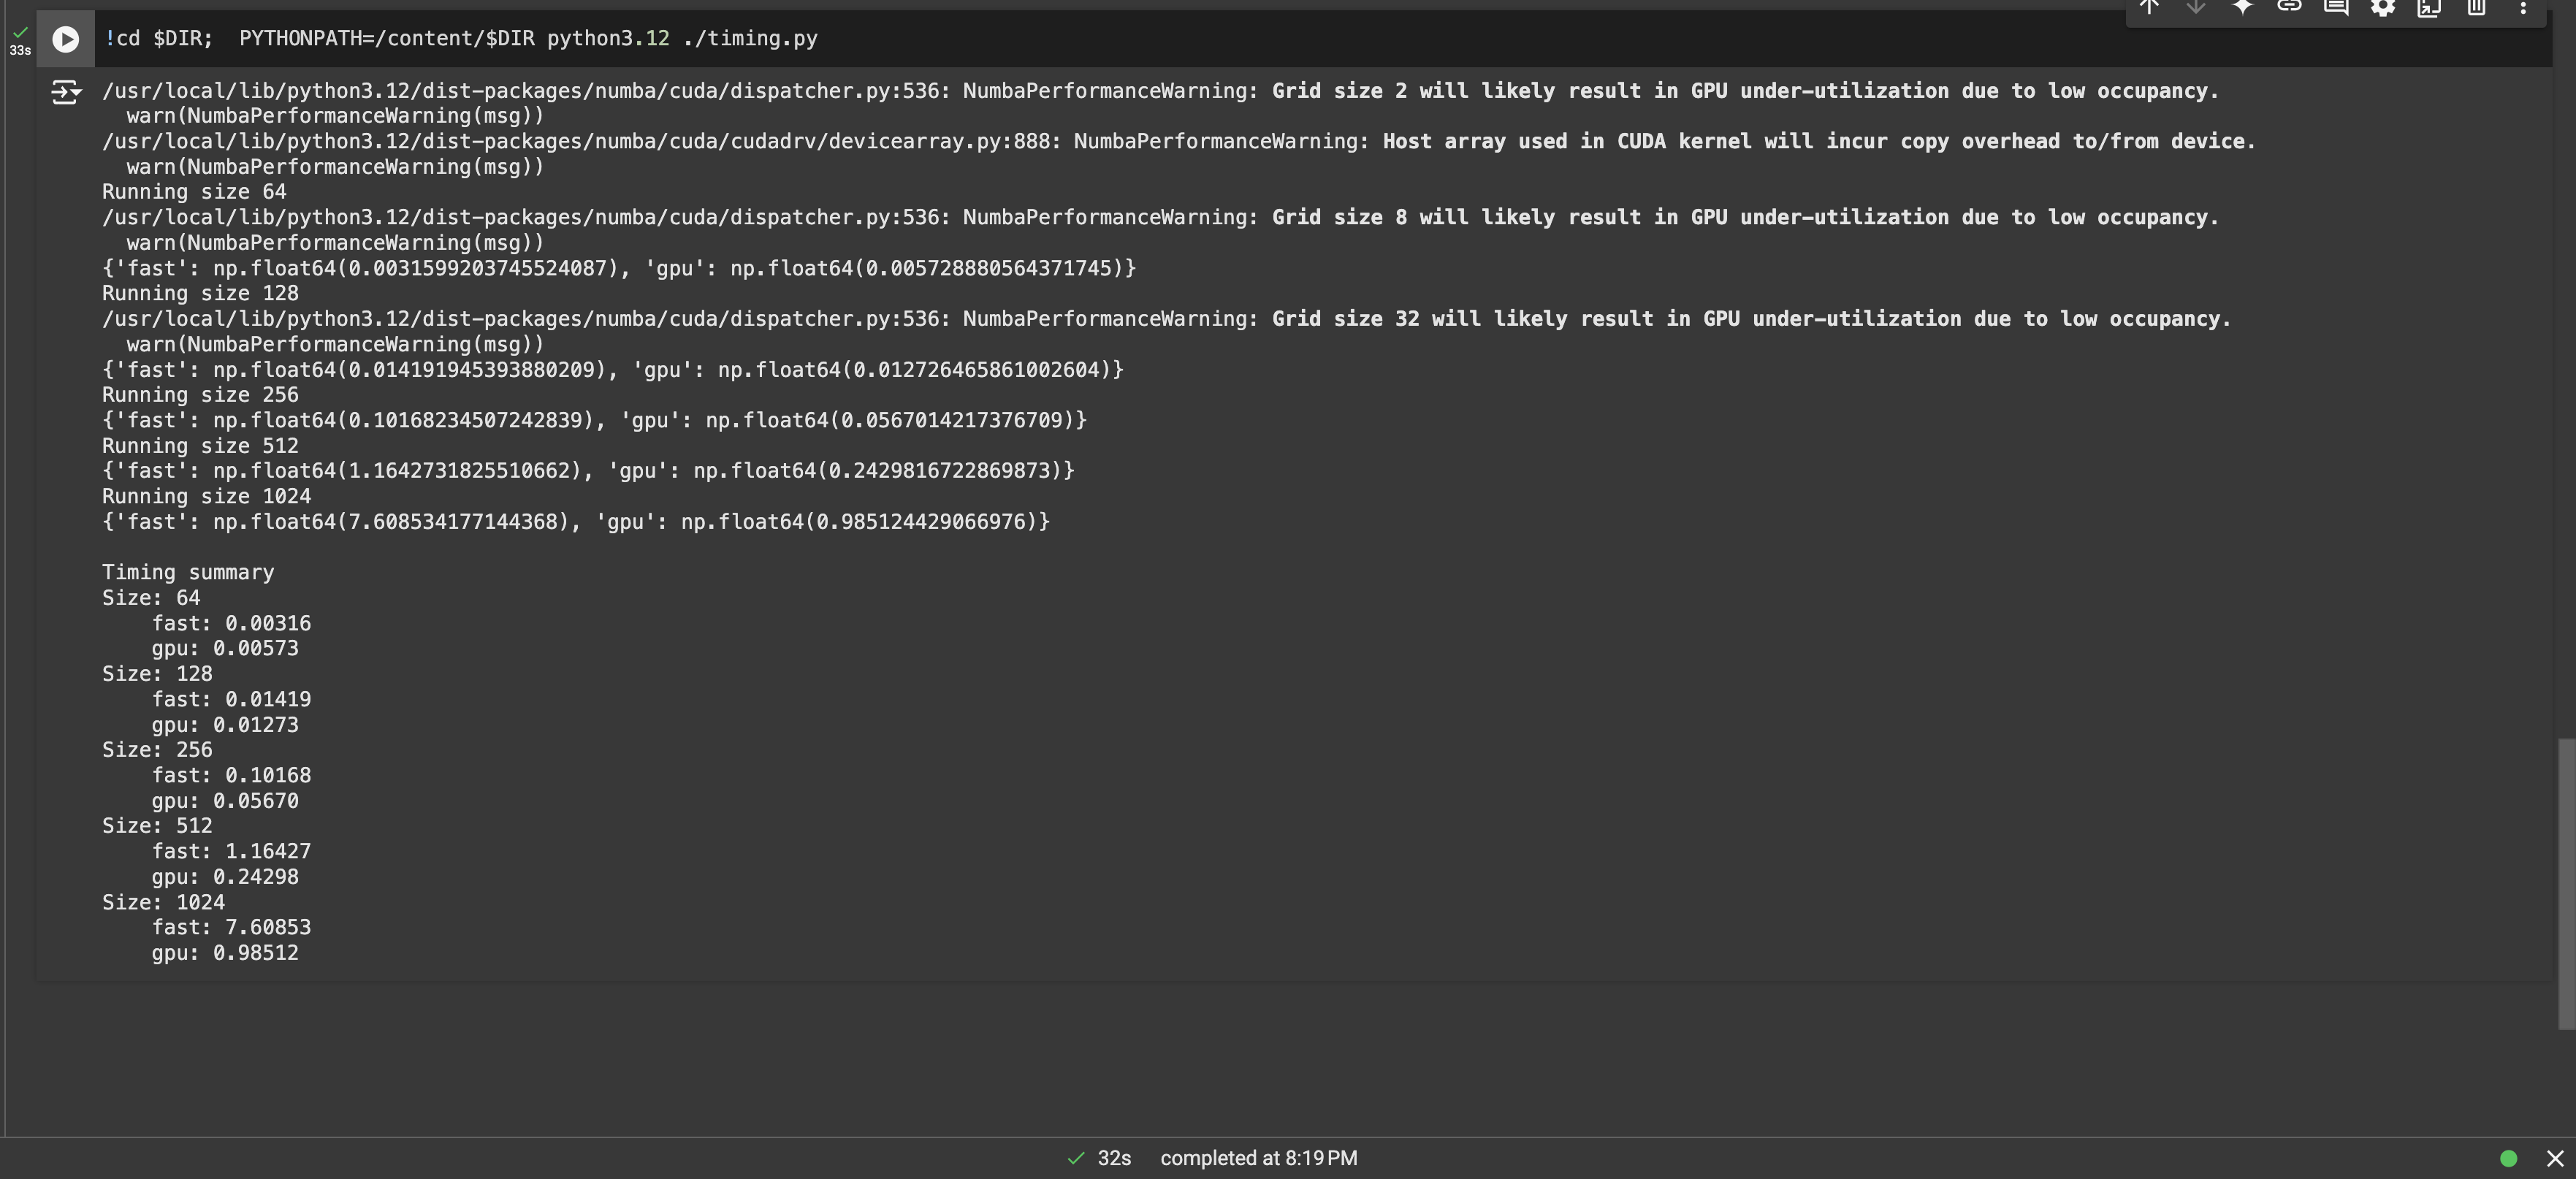 33s
!cd $DIR;  PYTHONPATH=/content/$DIR python3.12 ./timing.py
/usr/local/lib/python3.12/dist-packages/numba/cuda/dispatcher.py:536: NumbaPerformanceWarning: Grid size 2 will likely result in GPU under-utilization due to low occupancy.
  warn(NumbaPerformanceWarning(msg))
/usr/local/lib/python3.12/dist-packages/numba/cuda/cudadrv/devicearray.py:888: NumbaPerformanceWarning: Host array used in CUDA kernel will incur copy overhead to/from device.
  warn(NumbaPerformanceWarning(msg))
Running size 64
/usr/local/lib/python3.12/dist-packages/numba/cuda/dispatcher.py:536: NumbaPerformanceWarning: Grid size 8 will likely result in GPU under-utilization due to low occupancy.
  warn(NumbaPerformanceWarning(msg))
{'fast': np.float64(0.0031599203745524087), 'gpu': np.float64(0.005728880564371745)}
Running size 128
/usr/local/lib/python3.12/dist-packages/numba/cuda/dispatcher.py:536: NumbaPerformanceWarning: Grid size 32 will likely result in GPU under-utilization due to low occupancy.
  warn(NumbaPerformanceWarning(msg))
{'fast': np.float64(0.014191945393880209), 'gpu': np.float64(0.012726465861002604)}
Running size 256
{'fast': np.float64(0.10168234507242839), 'gpu': np.float64(0.0567014217376709)}
Running size 512
{'fast': np.float64(1.1642731825510662), 'gpu': np.float64(0.2429816722869873)}
Running size 1024
{'fast': np.float64(7.608534177144368), 'gpu': np.float64(0.985124429066976)}

Timing summary
Size: 64
    fast: 0.00316
    gpu: 0.00573
Size: 128
    fast: 0.01419
    gpu: 0.01273
Size: 256
    fast: 0.10168
    gpu: 0.05670
Size: 512
    fast: 1.16427
    gpu: 0.24298
Size: 1024
    fast: 7.60853
    gpu: 0.98512
32s completed at 8:19 PM